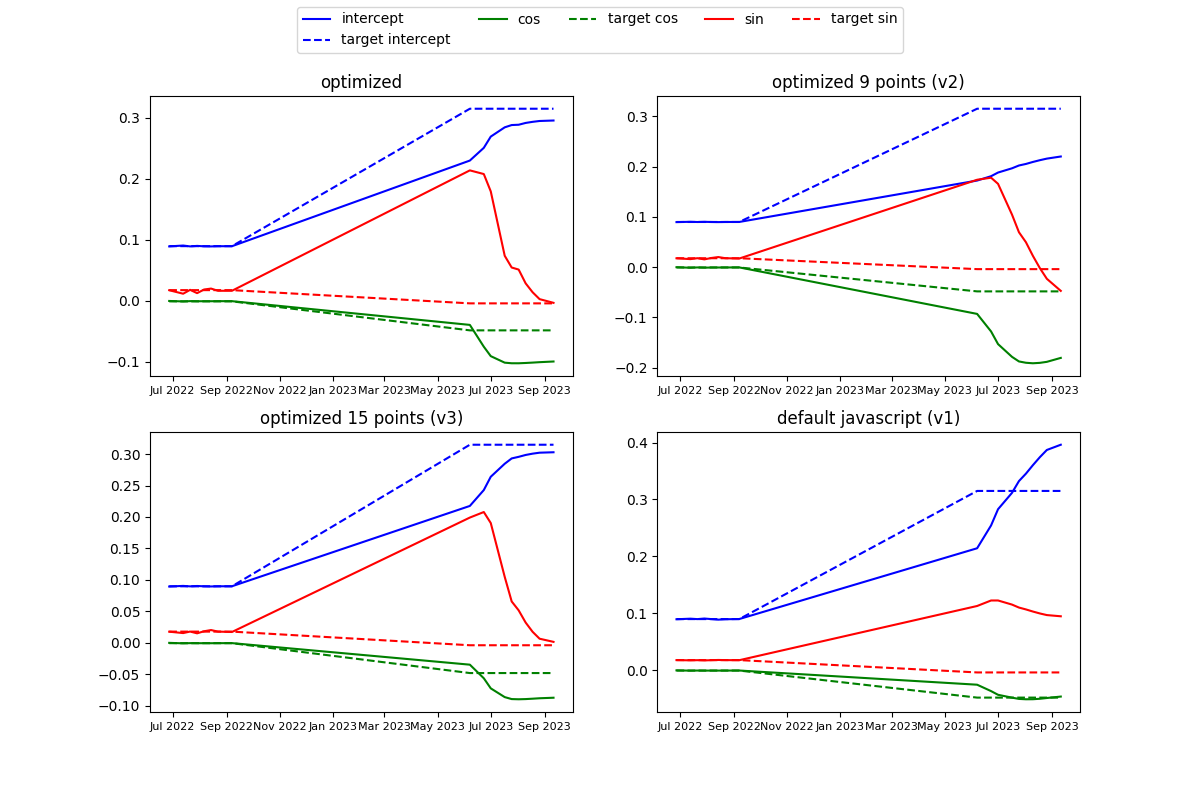 intercept cos target cos sin target sin
target intercept
optimized
0.3
0.2
0.1
0.0
−0.1
Jul 2022 Sep 2022 Nov 2022 Jan 2023 Mar 2023 May 2023 Jul 2023 Sep 2023
optimized 9 points (v2)
0.3
0.2
0.1
0.0
−0.1
−0.2
Jul 2022 Sep 2022 Nov 2022 Jan 2023 Mar 2023 May 2023 Jul 2023 Sep 2023
optimized 15 points (v3)
0.30
0.25
0.20
0.15
0.10
0.05
0.00
−0.05
−0.10
Jul 2022 Sep 2022 Nov 2022 Jan 2023 Mar 2023 May 2023 Jul 2023 Sep 2023
default javascript (v1)
0.4
0.3
0.2
0.1
0.0
Jul 2022 Sep 2022 Nov 2022 Jan 2023 Mar 2023 May 2023 Jul 2023 Sep 2023